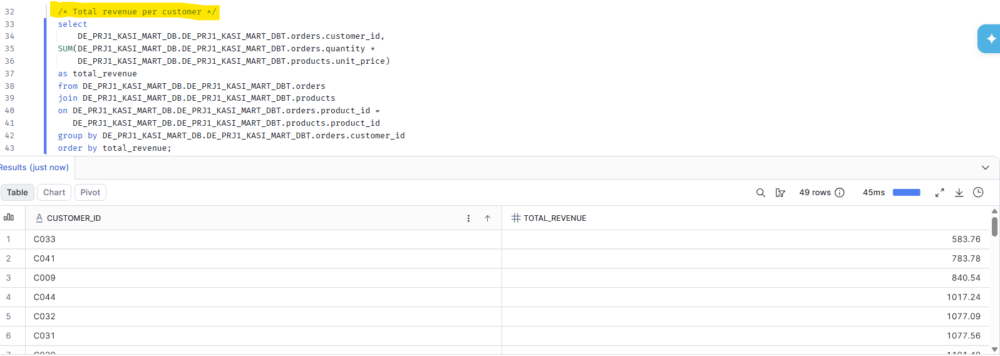 32 /* Total revenue per customer */
33 select
34 DE_PRJ1_KASI_MART_DB.DE_PRJ1_KASI_MART_DBT.orders.customer_id,
35 SUM(DE_PRJ1_KASI_MART_DB.DE_PRJ1_KASI_MART_DBT.orders.quantity *
36 DE_PRJ1_KASI_MART_DB.DE_PRJ1_KASI_MART_DBT.products.unit_price)
37 as total_revenue
38 from DE_PRJ1_KASI_MART_DB.DE_PRJ1_KASI_MART_DBT.orders
39 join DE_PRJ1_KASI_MART_DB.DE_PRJ1_KASI_MART_DBT.products
40 on DE_PRJ1_KASI_MART_DB.DE_PRJ1_KASI_MART_DBT.orders.product_id =
41 DE_PRJ1_KASI_MART_DB.DE_PRJ1_KASI_MART_DBT.products.product_id
42 group by DE_PRJ1_KASI_MART_DB.DE_PRJ1_KASI_MART_DBT.orders.customer_id
43 order by total_revenue;
Results (just now)
Table Chart Pivot 49 rows 45ms
CUSTOMER_ID TOTAL_REVENUE
1 C033 583.76
2 C041 783.78
3 C009 840.54
4 C044 1017.24
5 C032 1077.09
6 C031 1077.56